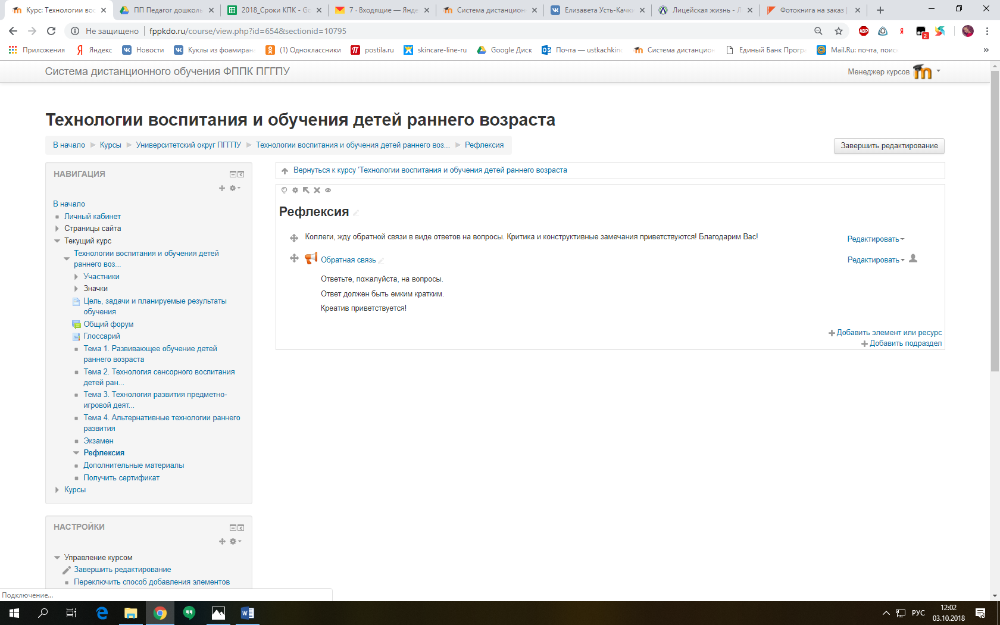 Курс: Технологии вос
ПП Педагог дошколь
2018_Сроки КПК - Go
7 · Входящие — Янде
Система дистанцион
Елизавета Усть-Качки
Лицейская жизнь - Л
Фотокнига на заказ |
Не защищено | fppkdo.ru/course/view.php?id=654&sectionid=10795
ABP
Я
2
Приложения
Яндекс
Новости
Куклы из фоамирана
(1) Одноклассники
postila.ru
skincare-line-ru
Google Диск
Почта — ustkachkin
Система дистанцион
Единый Банк Програ
Mail.Ru: почта, поис
»
Система дистанционного обучения ФППК ПГГПУ
Менеджер курсов
Технологии воспитания и обучения детей раннего возраста
В начало
Курсы
Университетский округ ПГГПУ
Технологии воспитания и обучения детей раннего воз...
Рефлексия
Завершить редактирование
НАВИГАЦИЯ
В начало
Личный кабинет
Страницы сайта
Текущий курс
Технологии воспитания и обучения детей
раннего воз...
Участники
Значки
Цель, задачи и планируемые результаты
обучения
Общий форум
Глоссарий
Тема 1. Развивающее обучение детей
раннего возраста
Тема 2. Технология сенсорного воспитания
детей ран...
Тема 3. Технология развития предметно-
игровой деят...
Тема 4. Альтернативные технологии раннего
развития
Экзамен
Рефлексия
Дополнительные материалы
Получить сертификат
Курсы
НАСТРОЙКИ
Управление курсом
Завершить редактирование
Переключить способ добавления элементов
Вернуться к курсу 'Технологии воспитания и обучения детей раннего возраста
Рефлексия
Коллеги, жду обратной связи в виде ответов на вопросы. Критика и конструктивные замечания приветствуются! Благодарим Вас!
Редактировать
Обратная связь
Редактировать
Ответьте, пожалуйста, на вопросы.
Ответ должен быть емким кратким.
Креатив приветствуется!
Добавить элемент или ресурс
Добавить подраздел
Подключение...
РУС
12:02
03.10.2018